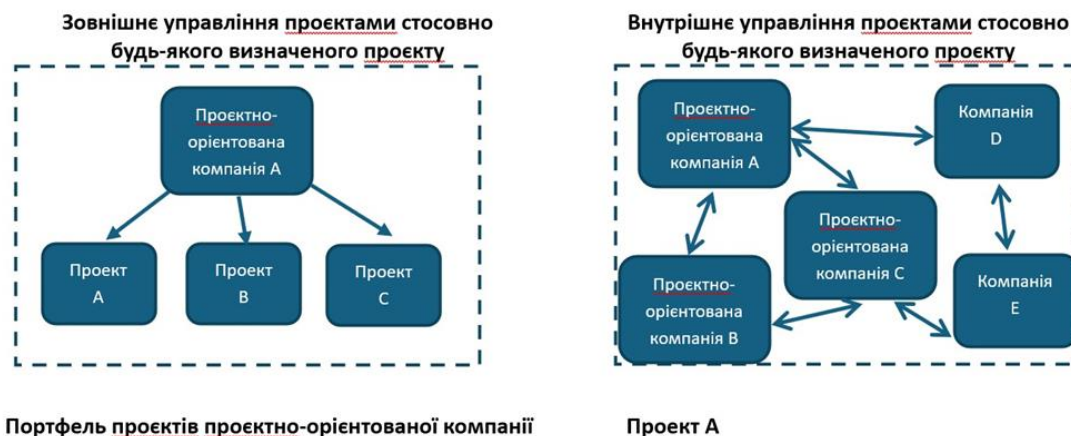 Зовнішнє управління проєктами стосовно
будь-якого визначеного проєкту
Проєктно-
орієнтована
компанія А
Проект
А
Проект
В
Проект
С
Портфель проєктів проєктно-орієнтованої компанії
Внутрішнє управління проєктами стосовно
будь-якого визначеного проєкту
Проєктно-
орієнтована
компанія А
Компанія
D
Проєктно-
орієнтована
компанія С
Проєктно-
орієнтована
компанія В
Компанія
Е
Проект А